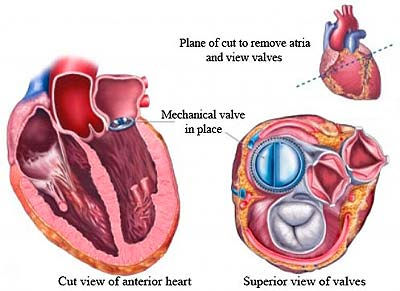 Plane of cut to remove atria
and view valves
Mechanical valve
in place
Cut view of anterior heart
Superior view of valves